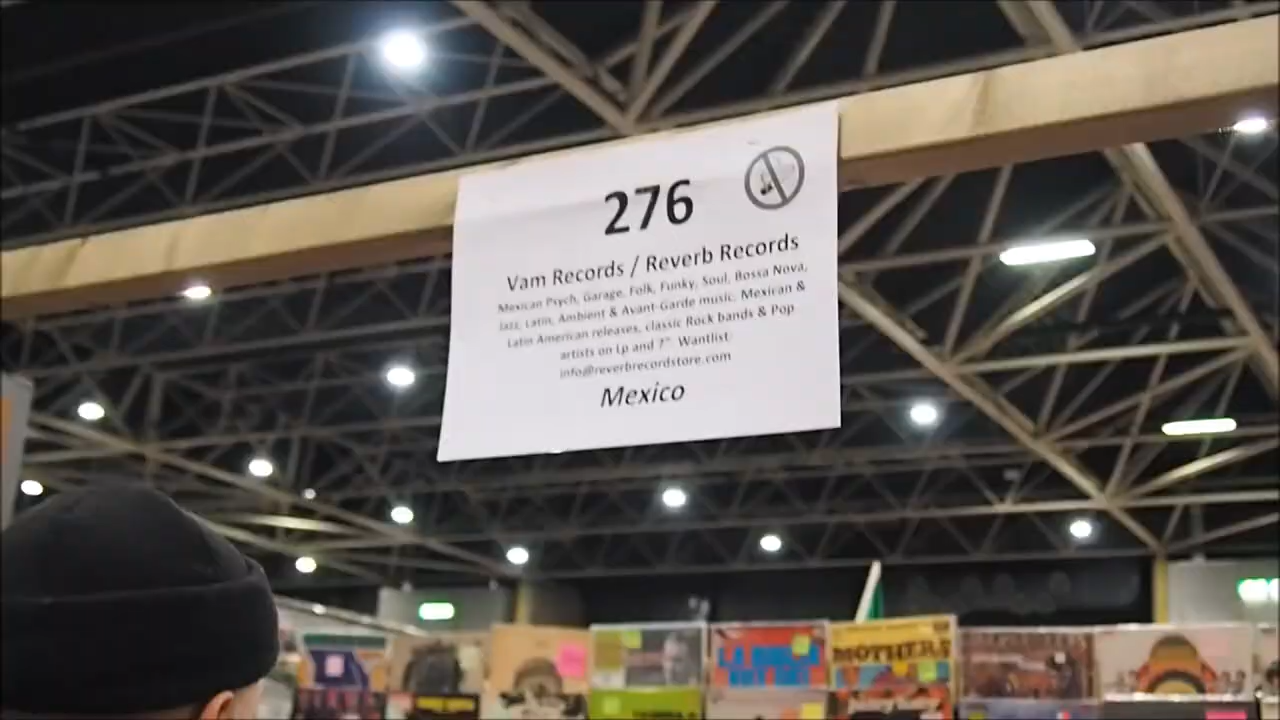 276
Vam Records / Reverb Records
Mexican Psych, Garage, Folk, Funky, Soul, Bossa Nova,
Jazz, Latin, Ambient & Avant-Garde music. Mexican &
Latin American releases, classic Rock bands & Pop
artists on Lp and 7" Wantlist
info@reverbrecordstore.com
Mexico
MOTHERS